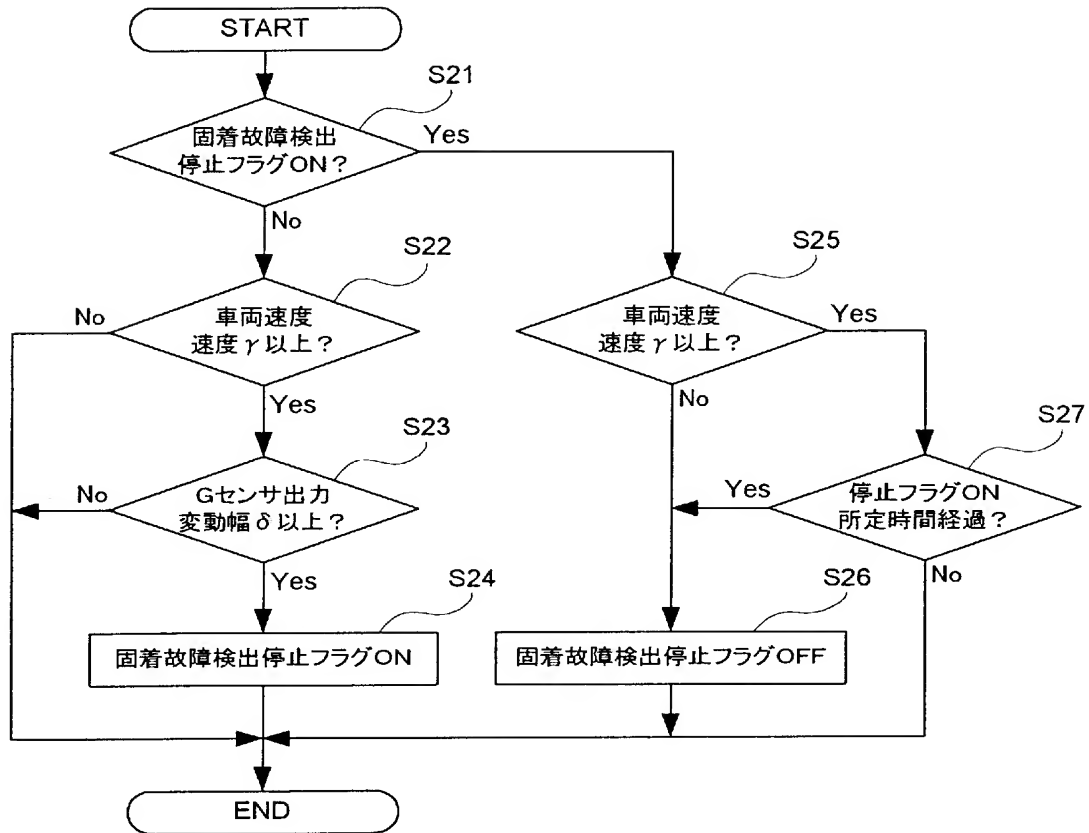 START
S21
固着故障検出
停止フラグON？
Yes
No
S22
車両速度
速度γ以上？
No
Yes
S25
車両速度
速度γ以上？
Yes
No
S23
Gセンサ出力
変動幅δ以上？
No
Yes
S27
停止フラグON
所定時間経過？
Yes
No
S24
固着故障検出停止フラグON
S26
固着故障検出停止フラグOFF
END